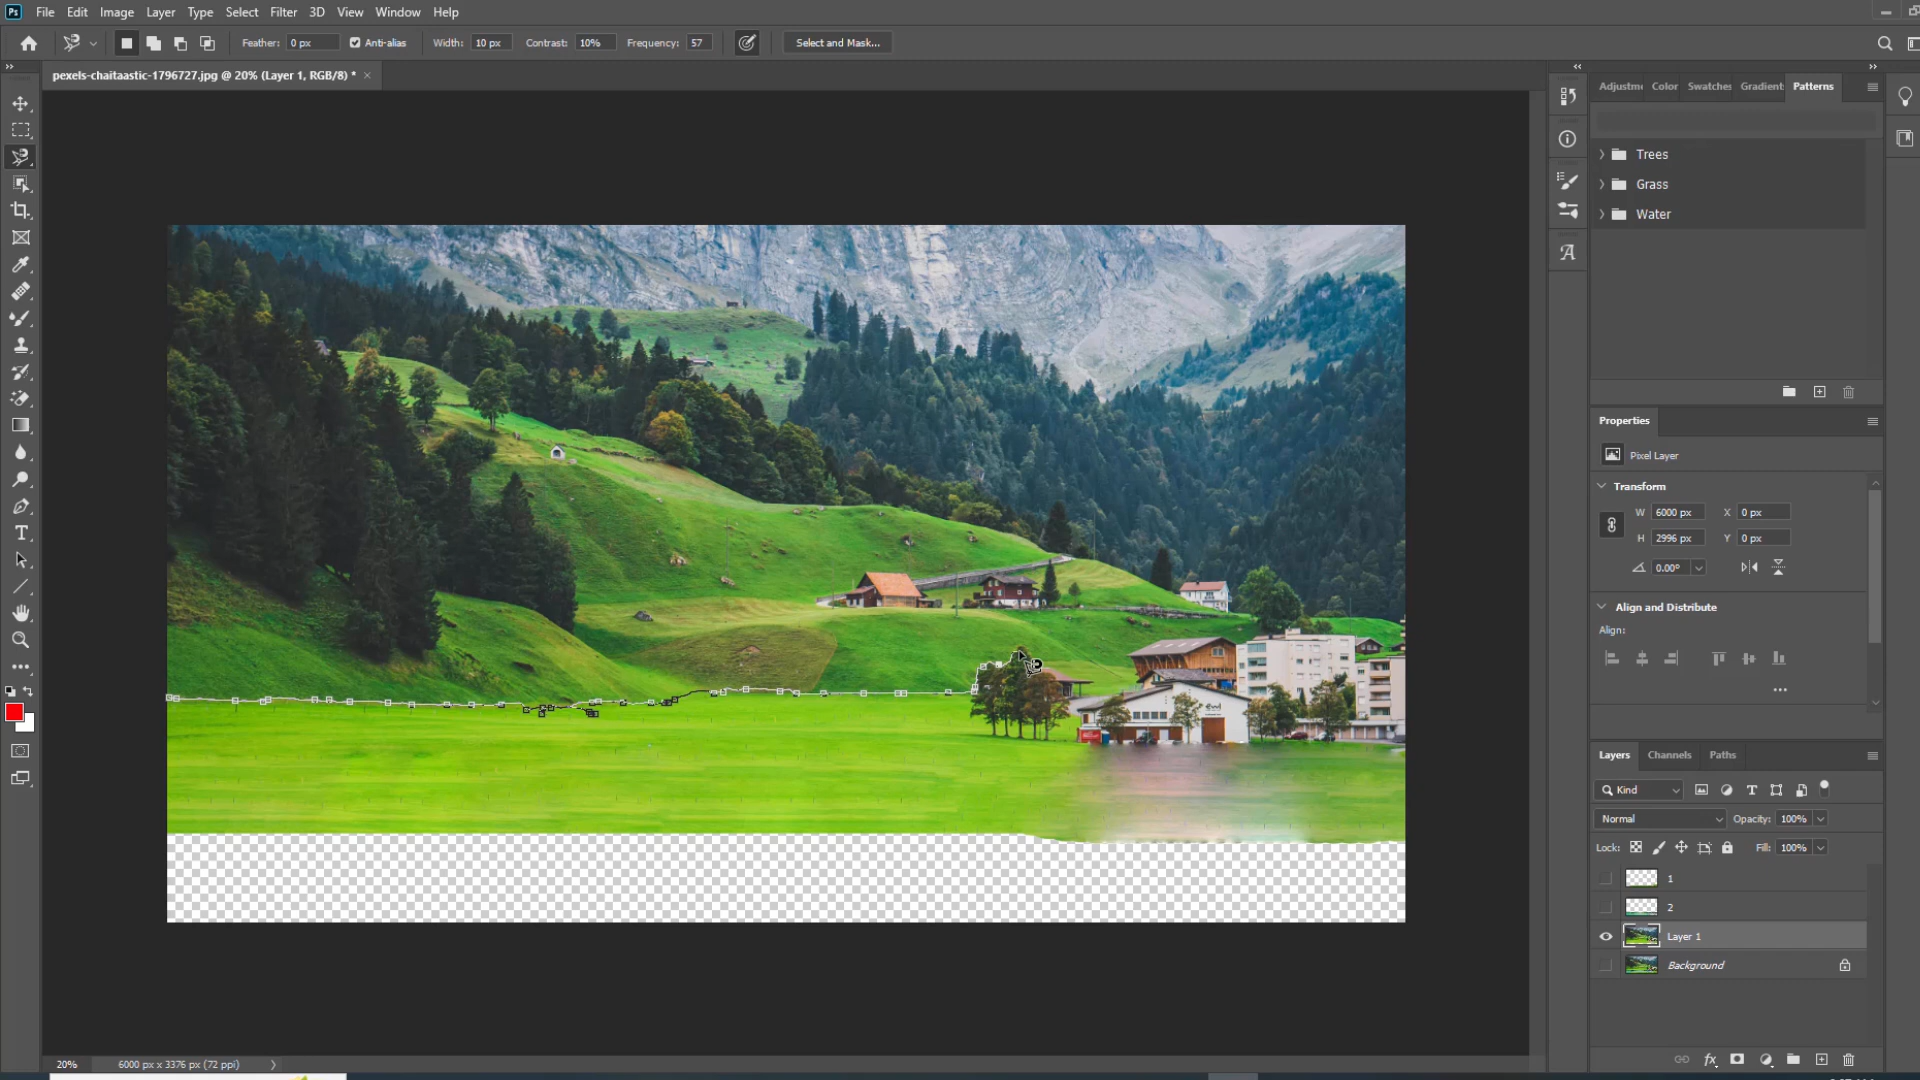 Ps File Edit Image Layer Type Select Filter 3D View Window Help
Feather: 0 px Anti-alias Width: 10 px Contrast: 10% Frequency: 57 Select and Mask...
pexels-chaitaastic-1796727.jpg @ 20% (Layer 1, RGB/8) *
Adjustme Color Swatches Gradient Patterns
Trees
Grass
Water
Properties
Pixel Layer
Transform
W 6000 px X 0 px
H 2996 px Y 0 px
0.00°
Align and Distribute
Align:
Layers Channels Paths
Kind
Normal Opacity: 100%
Lock: Fill: 100%
1
2
Layer 1
Background
20% 6000 px x 3376 px (72 ppi)